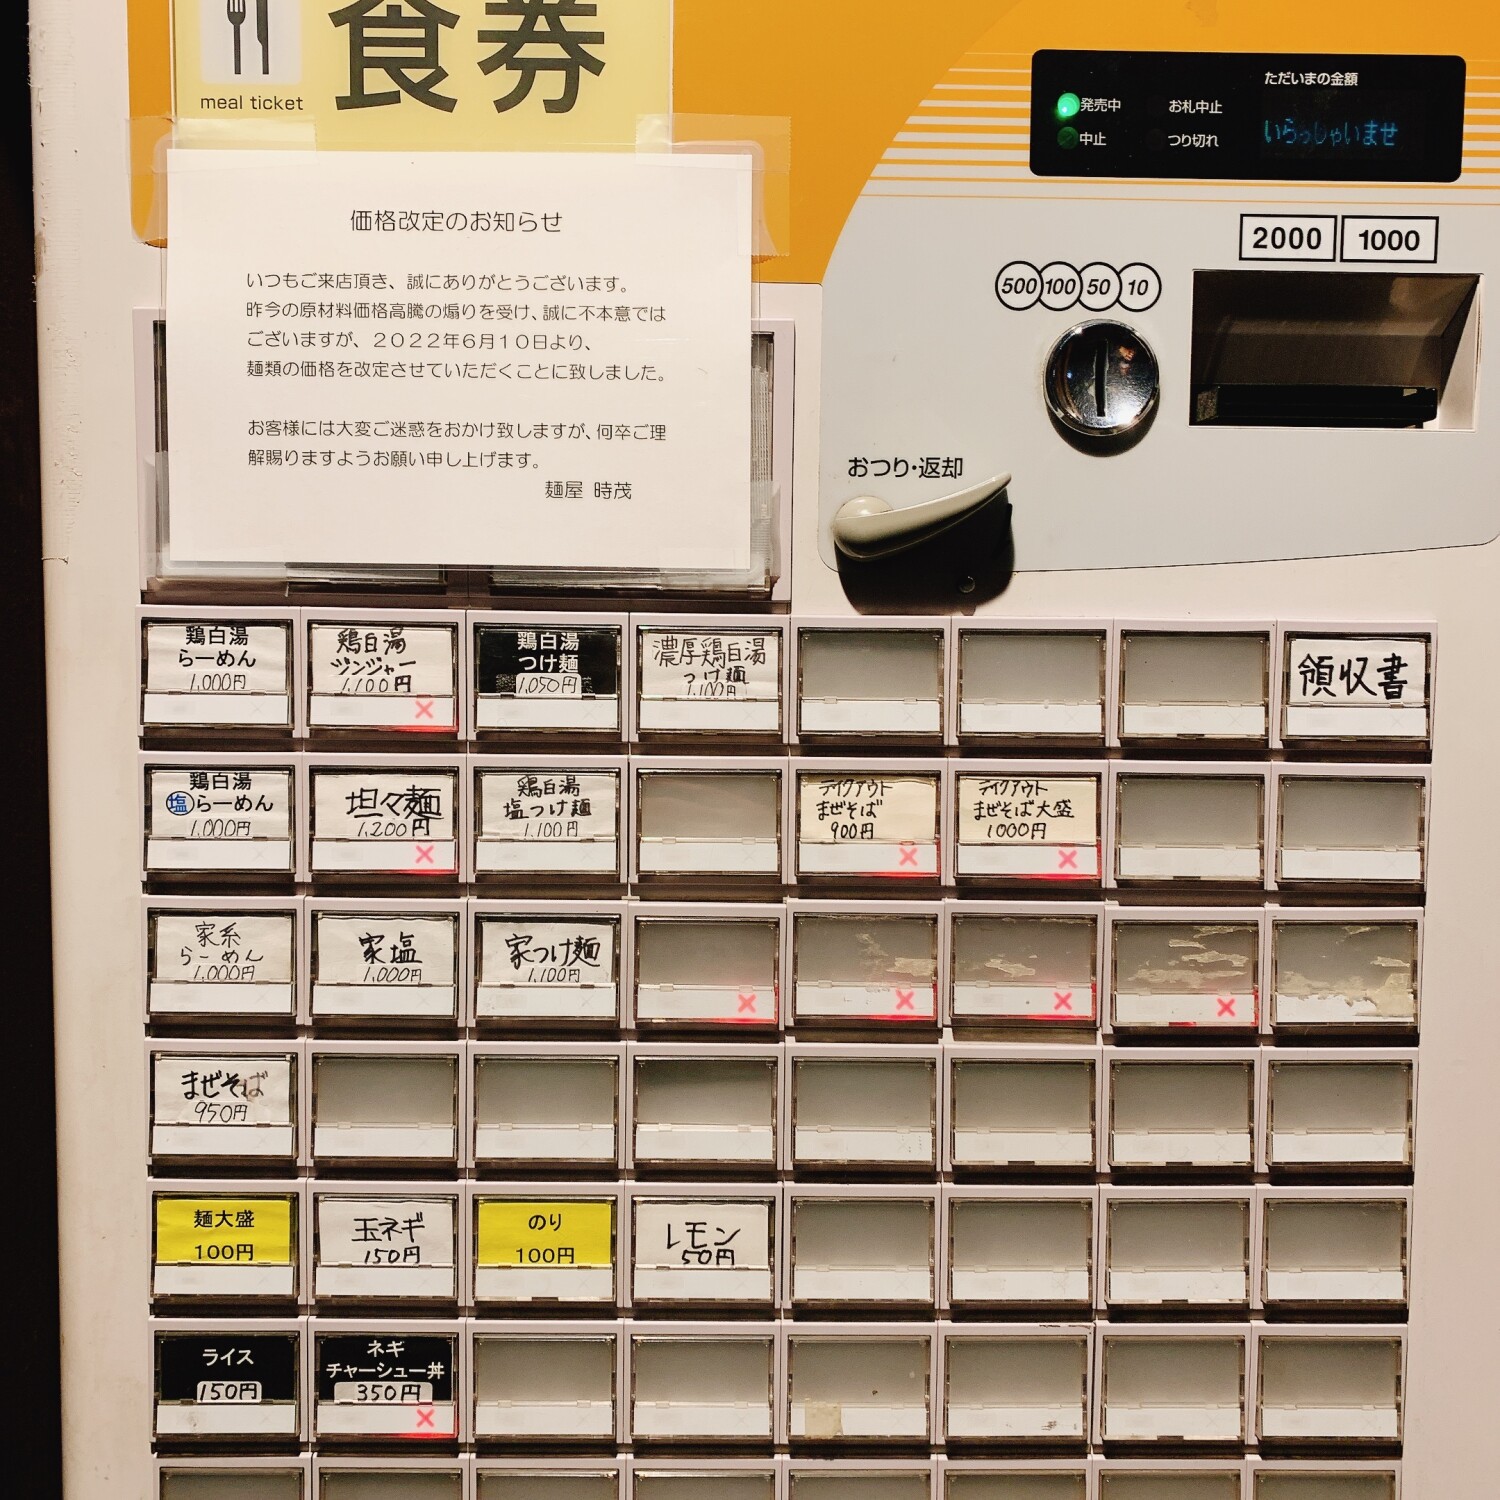 食券
meal ticket
価格改定のお知らせ
いつもご来店頂き、誠にありがとうございます。
昨今の原材料価格高騰の煽りを受け、誠に不本意では
ございますが、2022年6月10日より、
麺類の価格を改定させていただくことに致しました。
お客様には大変ご迷惑をおかけ致しますが、何卒ご理
解賜りますようお願い申し上げます。
麺屋 時茂
ただいまの金額
発売中
お札中止
中止
つり切れ
いらっしゃいませ
2000
1000
500
100
50
10
おつり・返却
鶏白湯
らーめん
1,000円
鶏白湯
ジンジャー
1,100円
鶏白湯
つけ麺
1,050円
濃厚鶏白湯
つけ麺
1,100円
領収書
鶏白湯
塩らーめん
1,000円
坦々麺
1,200円
鶏白湯
塩つけ麺
1,100円
テイクアウト
まぜそば
900円
テイクアウト
まぜそば大盛
1000円
家系
らーめん
1,000円
家塩
1,000円
家つけ麺
1,100円
まぜそば
950円
麺大盛
100円
玉ネギ
150円
のり
100円
レモン
50円
ライス
150円
ネギ
チャーシュー丼
350円